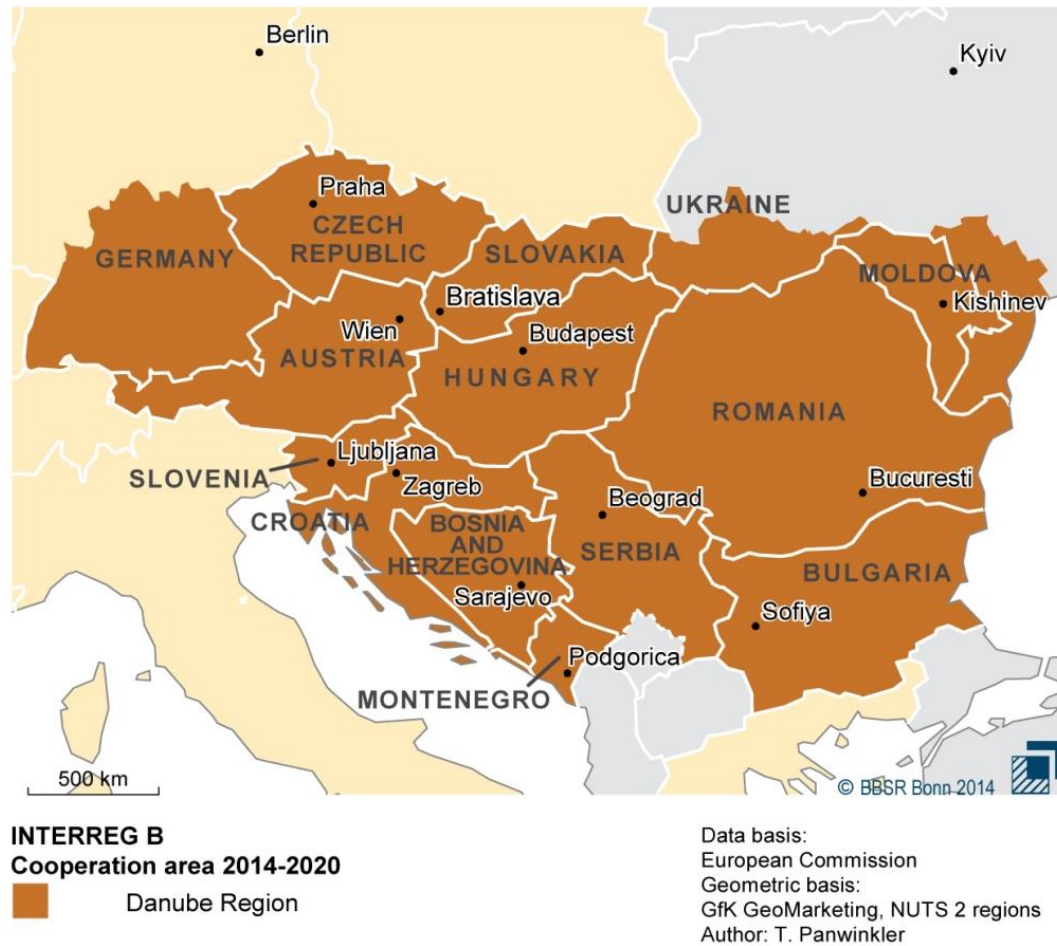 Berlin
Kyiv
Praha
UKRAINE
CZECH
REPUBLIC
GERMANY
SLOVAKIA
MOLDOVA
Bratislava
Kishinev
Wien
Budapest
AUSTRIA
HUNGARY
ROMANIA
Ljubljana
SLOVENIA
Zagreb
Bucuresti
Beograd
CROATIA
BOSNIA
AND
HERZEGOVINA
SERBIA
BULGARIA
Sarajevo
Sofiya
Podgorica
MONTENEGRO
500 km
© BBSR Bonn 2014
INTERREG B
Cooperation area 2014-2020
Danube Region
Data basis:
European Commission
Geometric basis:
GfK GeoMarketing, NUTS 2 regions
Author: T. Panwinkler